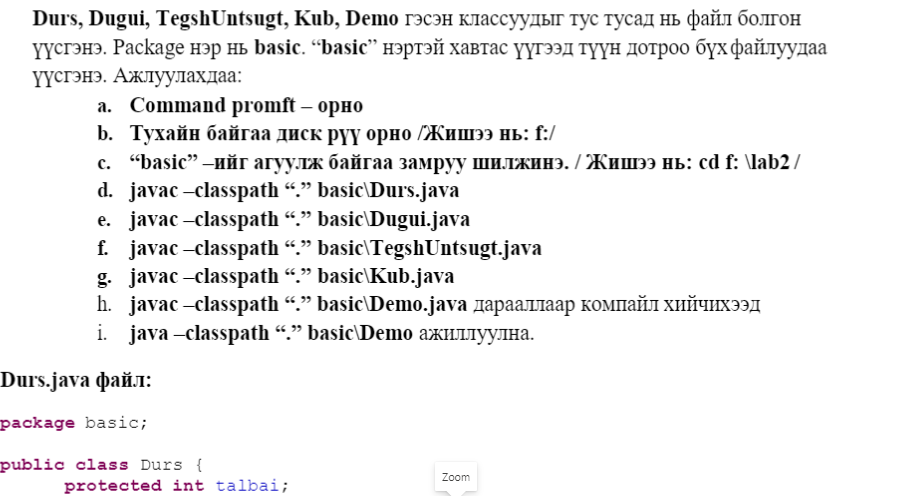 Durs, Dugui, TegshUntsugt, Kub, Demo гэсэн классуудыг тус тусад нь файл болгон
үүсгэнэ. Package нэр нь basic. “basic” нэртэй хавтас үүгээд түүн дотроо бүх файлуудаа
үүсгэнэ. Ажлуулахдаа:
a. Command promft – орно
b. Тухайн байгаа диск рүү орно /Жишээ нь: f:/
c. “basic” –ийг агуулж байгаа замруу шилжинэ. / Жишээ нь: cd f: \lab2 /
d. javac –classpath “.” basic\Durs.java
e. javac –classpath “.” basic\Dugui.java
f. javac –classpath “.” basic\TegshUntsugt.java
g. javac –classpath “.” basic\Kub.java
h. javac –classpath “.” basic\Demo.java дарааллаар компайл хийчихээд
i. java –classpath “.” basic\Demo ажиллуулна.
Durs.java файл:
package basic;
public class Durs {
protected int talbai;
Zoom